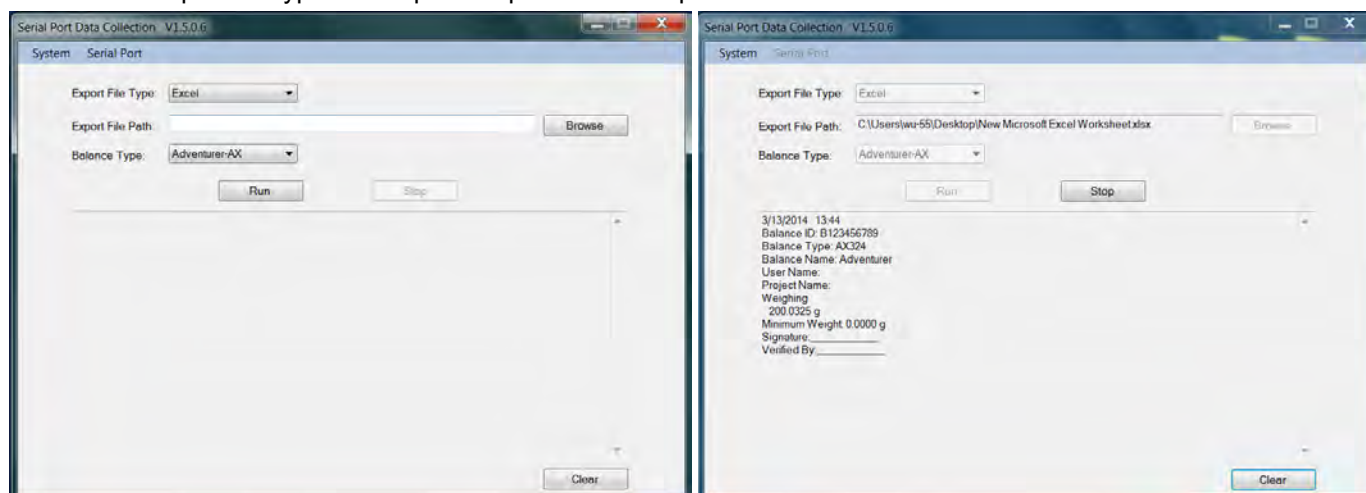 Serial Port Data Collection V1.5.0.6
System Serial Port
Export File Type: Excel
Export File Path: Browse
Balance Type: Adventurer-AX
Run Stop
Clear
Serial Port Data Collection V1.5.0.6
System Serial Port
Export File Type: Excel
Export File Path: C:\Users\wu-55\Desktop\New Microsoft Excel Worksheet.xlsx Browse
Balance Type: Adventurer-AX
Run Stop
3/13/2014 13:44
Balance ID: B123456789
Balance Type: AX324
Balance Name: Adventurer
User Name:
Project Name:
Weighing
200.0325 g
Minimum Weight: 0.0000 g
Signature:____________
Verified By:____________
Clear